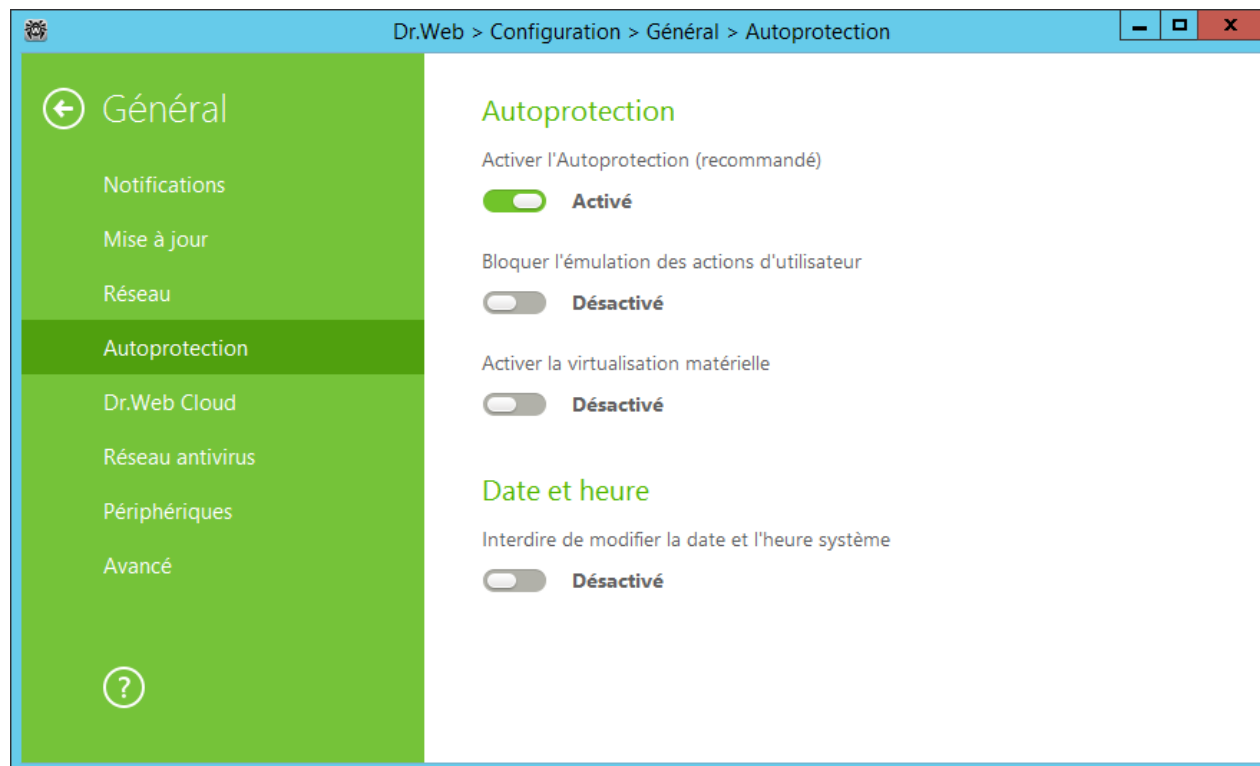 Dr.Web > Configuration > Général > Autoprotection
Général
Notifications
Mise à jour
Réseau
Autoprotection
Dr.Web Cloud
Réseau antivirus
Périphériques
Avancé
?
Autoprotection
Activer l'Autoprotection (recommandé)
Activé
Bloquer l'émulation des actions d'utilisateur
Désactivé
Activer la virtualisation matérielle
Désactivé
Date et heure
Interdire de modifier la date et l'heure système
Désactivé